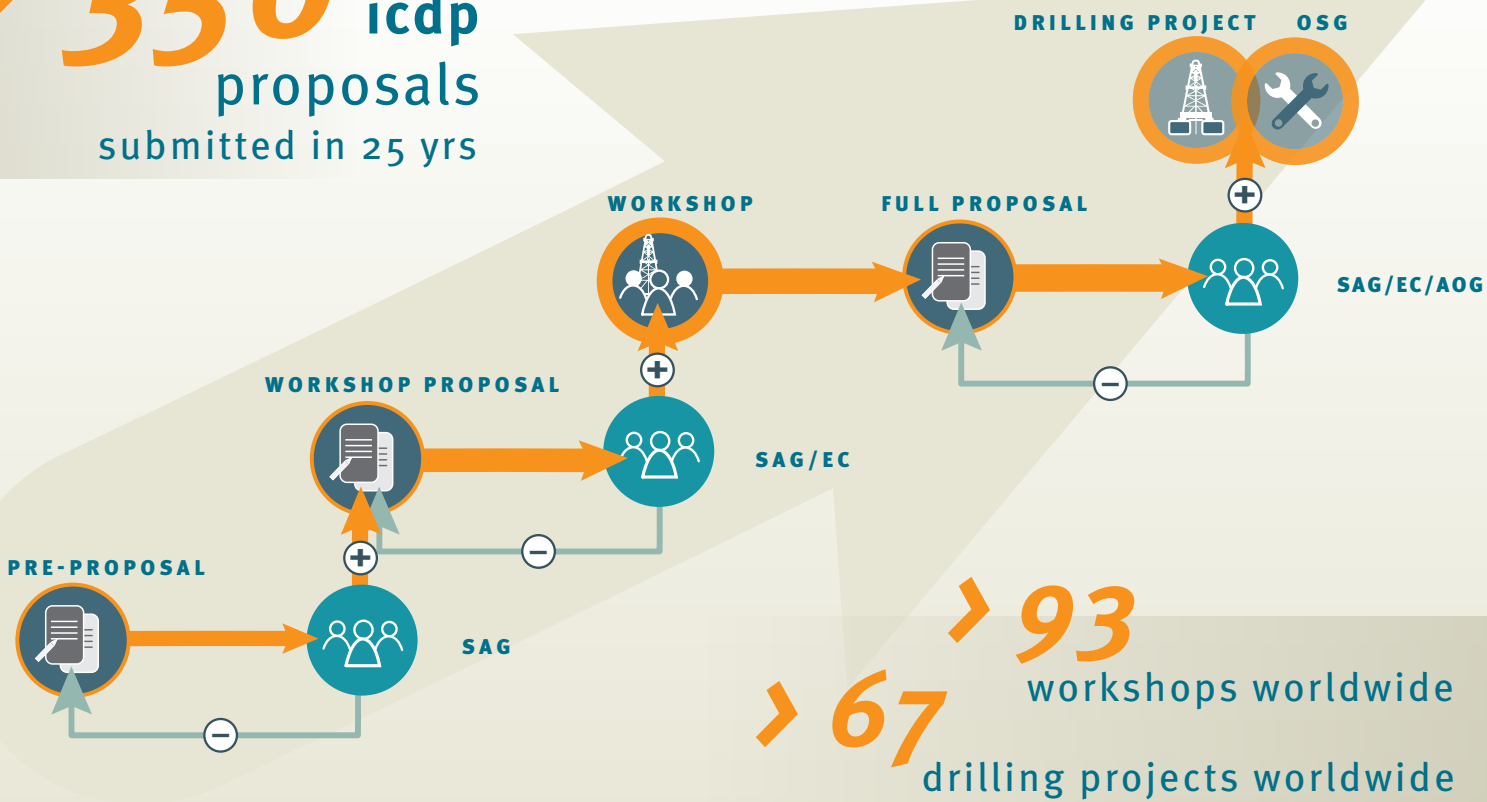 icdp
proposals
submitted in 25 yrs
DRILLING PROJECT OSG
WORKSHOP
FULL PROPOSAL
SAG/EC/AOG
WORKSHOP PROPOSAL
SAG/EC
PRE-PROPOSAL
SAG
> 93
workshops worldwide
> 67
drilling projects worldwide